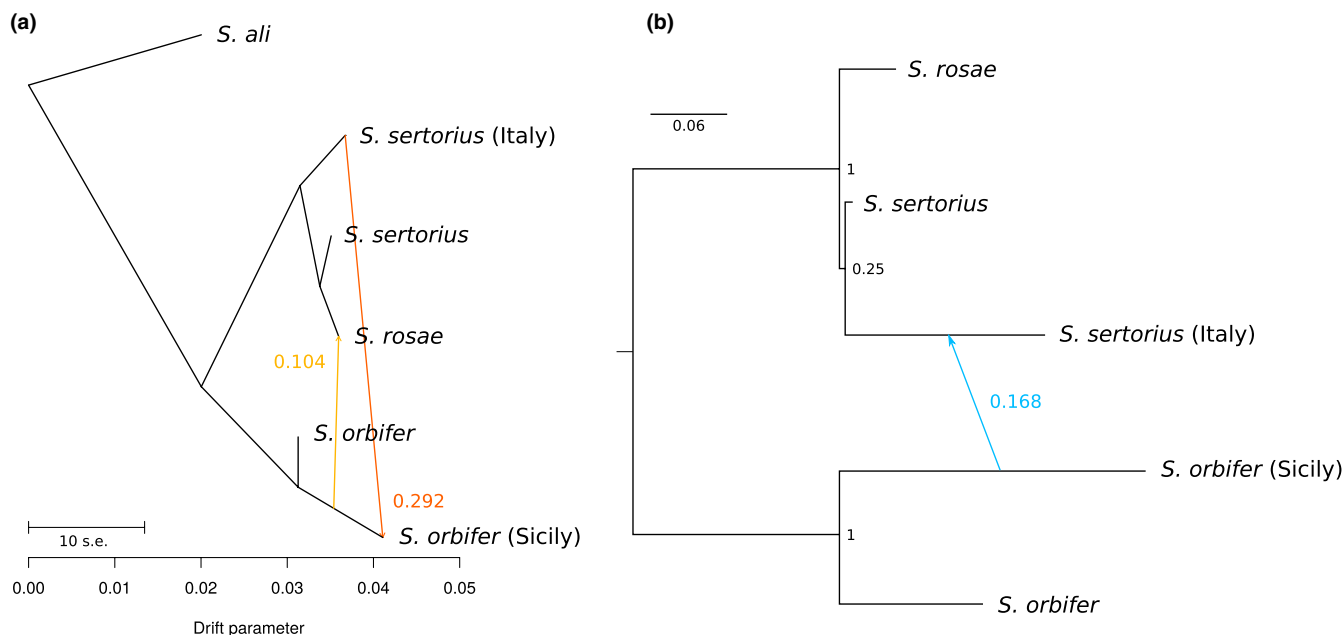 (a)
S. ali
S. sertorius (Italy)
S. sertorius
S. rosae
0.104
S. orbifer
0.292
S. orbifer (Sicily)
10 s.e.
0.00 0.01 0.02 0.03 0.04 0.05
Drift parameter
(b)
S. rosae
0.06
1
S. sertorius
0.25
S. sertorius (Italy)
0.168
S. orbifer (Sicily)
1
S. orbifer